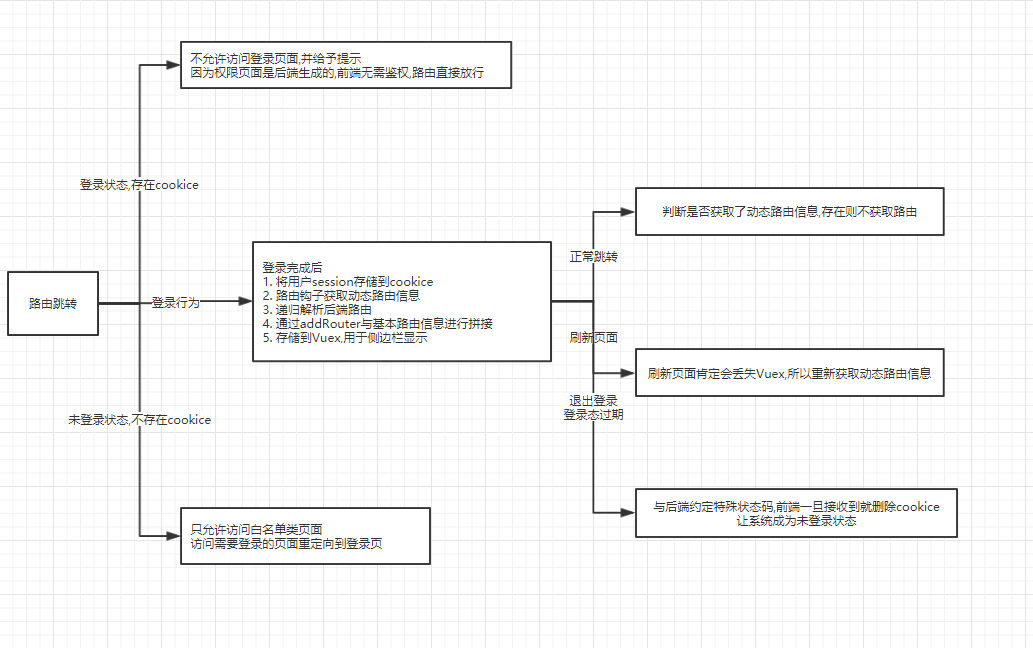 不允许访问登录页面,并给予提示
因为权限页面是后端生成的,前端无需鉴权,路由直接放行
登录状态,存在cookice
判断是否获取了动态路由信息,存在则不获取路由
正常跳转
登录完成后
1. 将用户session存储到cookice
2. 路由钩子获取动态路由信息
3. 递归解析后端路由
4. 通过addRouter与基本路由信息进行拼接
5. 存储到Vuex,用于侧边栏显示
路由跳转
登录行为
刷新页面
刷新页面肯定会丢失Vuex,所以重新获取动态路由信息
退出登录
登录态过期
未登录状态,不存在cookice
与后端约定特殊状态码,前端一旦接收到就删除cookice
让系统成为未登录状态
只允许访问白名单类页面
访问需要登录的页面重定向到登录页